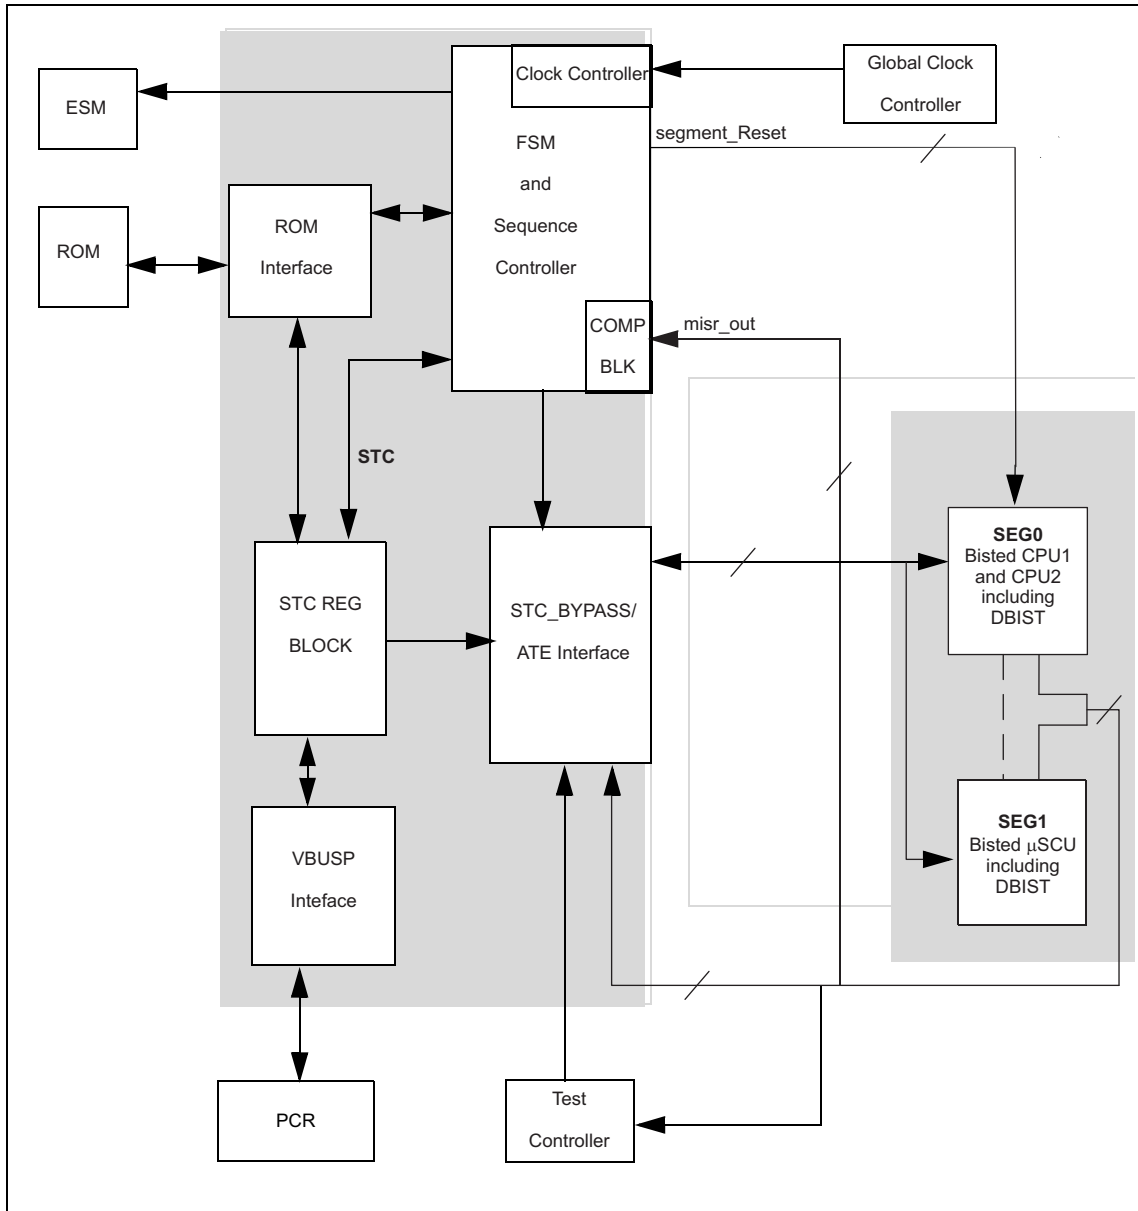 Clock Controller
Global Clock
Controller
ESM
segment_Reset
FSM
and
Sequence
Controller
ROM
Interface
ROM
COMP
BLK
misr_out
STC
SEG0
Bisted CPU1
and CPU2
including
DBIST
STC REG
BLOCK
STC_BYPASS/
ATE Interface
SEG1
Bisted μSCU
including
DBIST
VBUSP
Inteface
PCR
Test
Controller